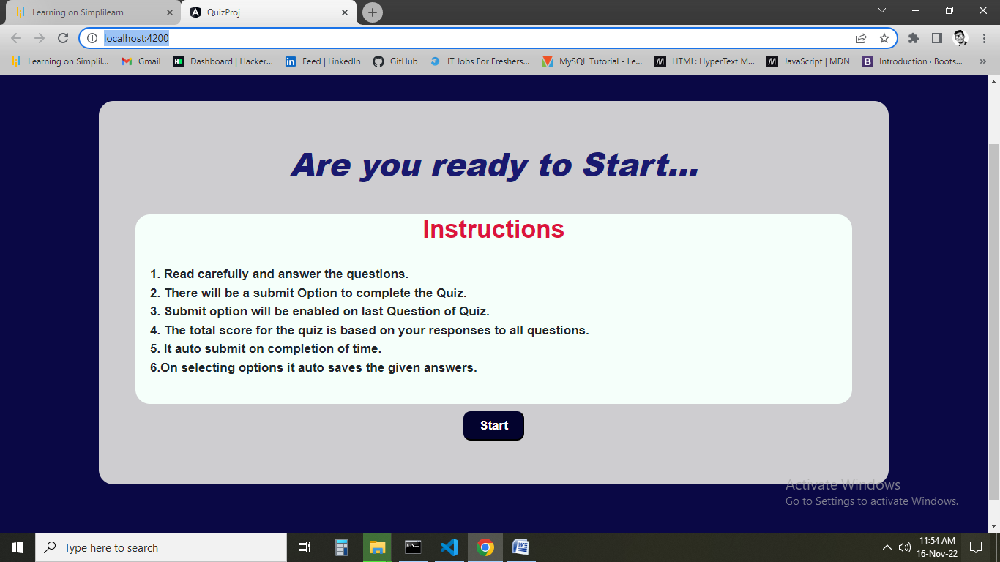 Learning on Simplilearn
QuizProj
localhost:4200
Learning on Simplil...
Gmail
Dashboard | Hacker...
Feed | LinkedIn
GitHub
IT Jobs For Freshers...
MySQL Tutorial - Le...
HTML: HyperText M...
JavaScript | MDN
Introduction · Boots...
Are you ready to Start...
Instructions
1. Read carefully and answer the questions.
2. There will be a submit Option to complete the Quiz.
3. Submit option will be enabled on last Question of Quiz.
4. The total score for the quiz is based on your responses to all questions.
5. It auto submit on completion of time.
6.On selecting options it auto saves the given answers.
Start
Activate Windows
Go to Settings to activate Windows.
Type here to search
11:54 AM
16-Nov-22